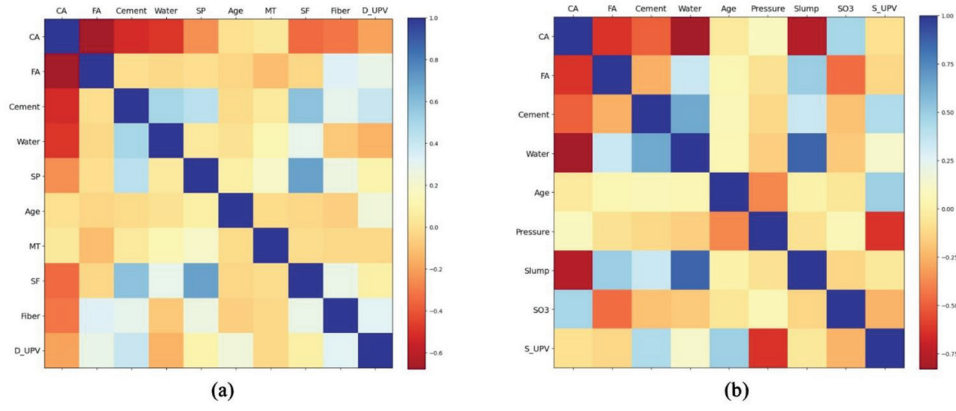 CA FA Cement Water SP Age MT SF Fiber D_UPV
CA
FA
Cement
Water
SP
Age
MT
SF
Fiber
D_UPV
1.0
0.8
0.6
0.4
0.2
0.0
−0.2
−0.4
−0.6
(a)
CA FA Cement Water Age Pressure Slump SO3 S_UPV
CA
FA
Cement
Water
Age
Pressure
Slump
SO3
S_UPV
1.00
0.75
0.50
0.25
0.00
−0.25
−0.50
−0.75
(b)